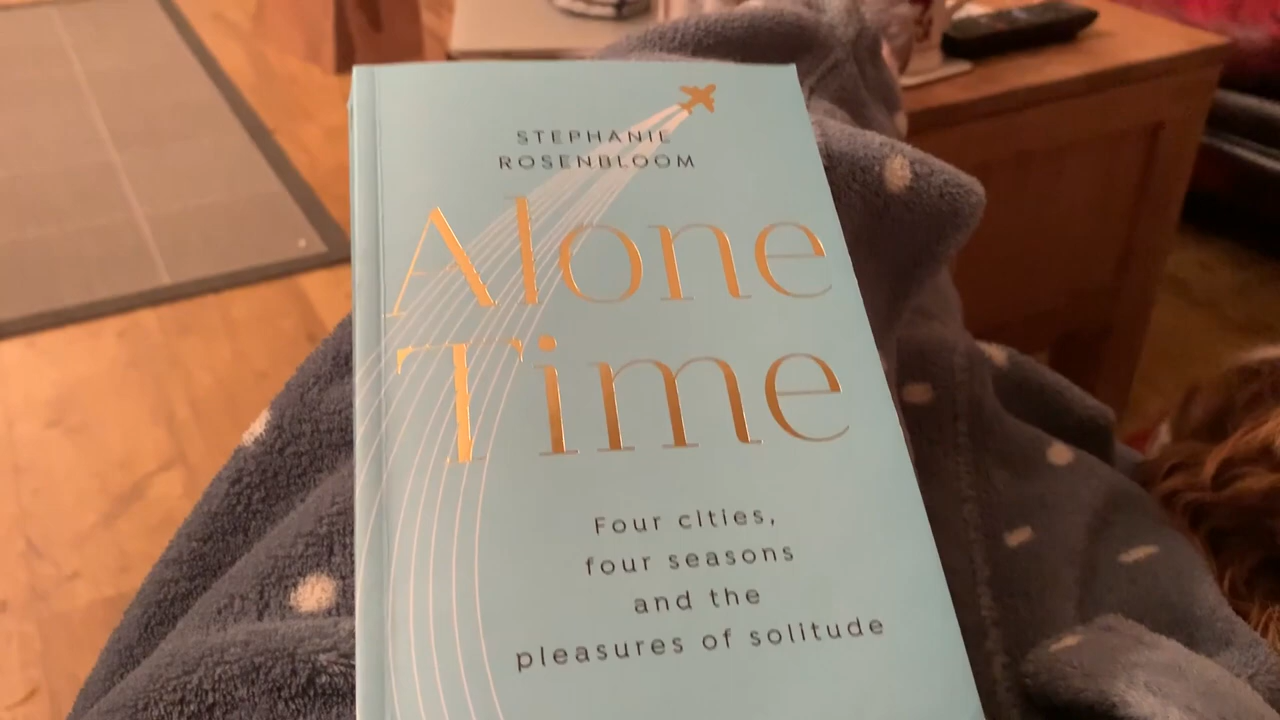 STEPHANIE
ROSENBLOOM
Alone
Time
Four cities,
four seasons
and the
pleasures of solitude